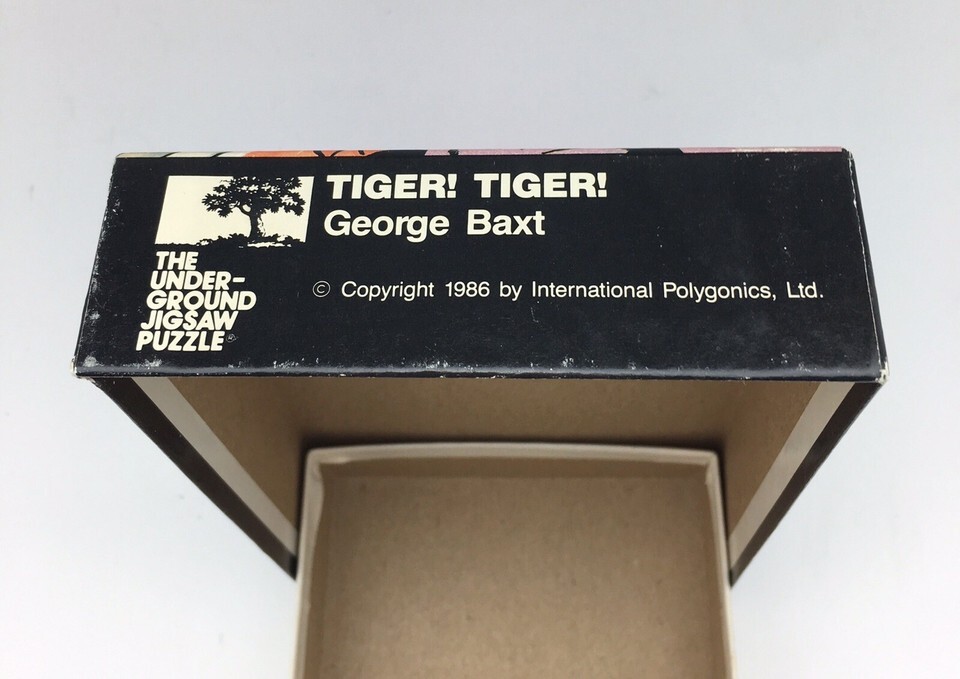 TIGER! TIGER!
George Baxt
© Copyright 1986 by International Polygonics, Ltd.
THE
UNDER-
GROUND
JIGSAW
PUZZLE®